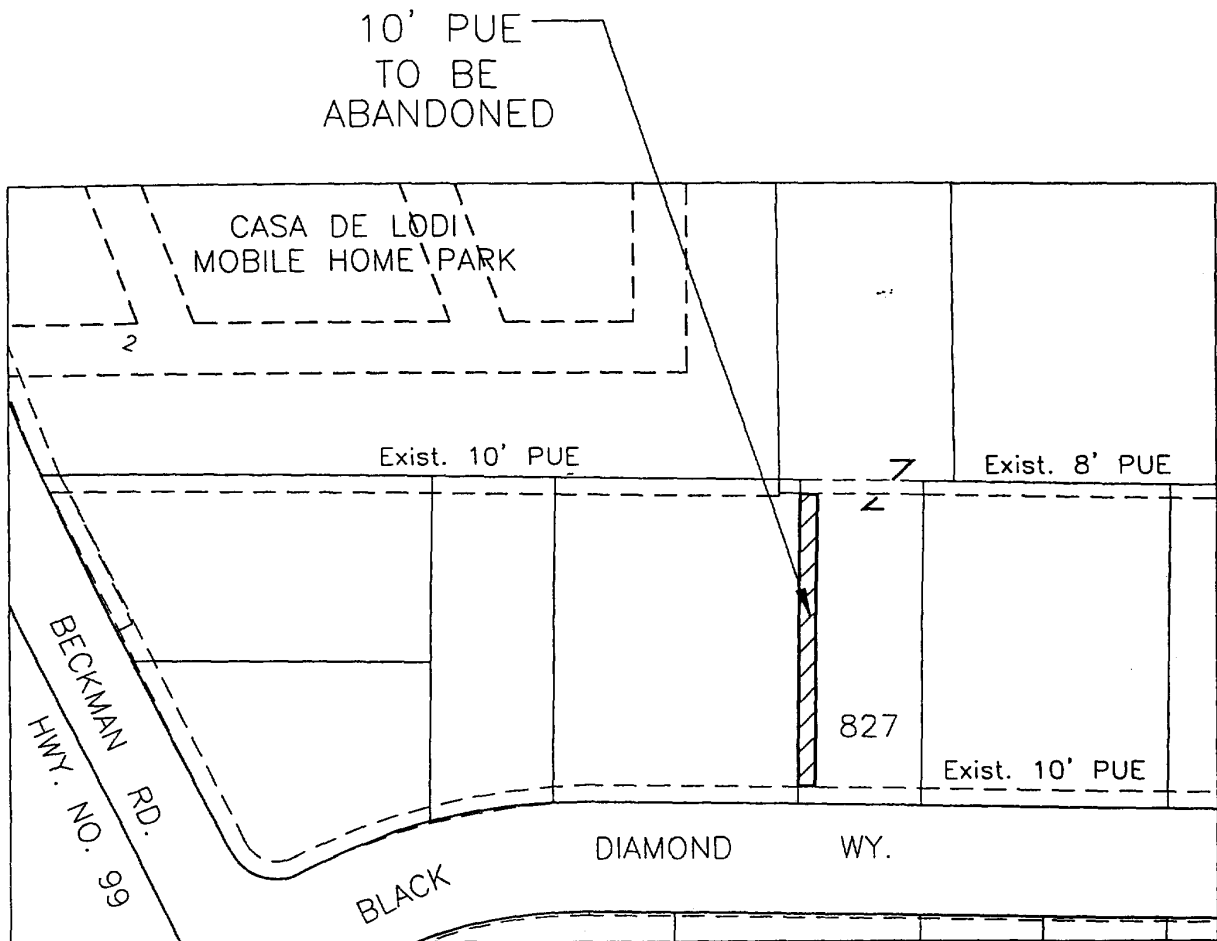 10' PUE
TO BE
ABANDONED
CASA DE LODI
MOBILE HOME PARK
2
Exist. 10' PUE
Exist. 8' PUE
1
BECKMAN RD.
HWY. NO. 99
827
Exist. 10' PUE
BLACK DIAMOND WY.